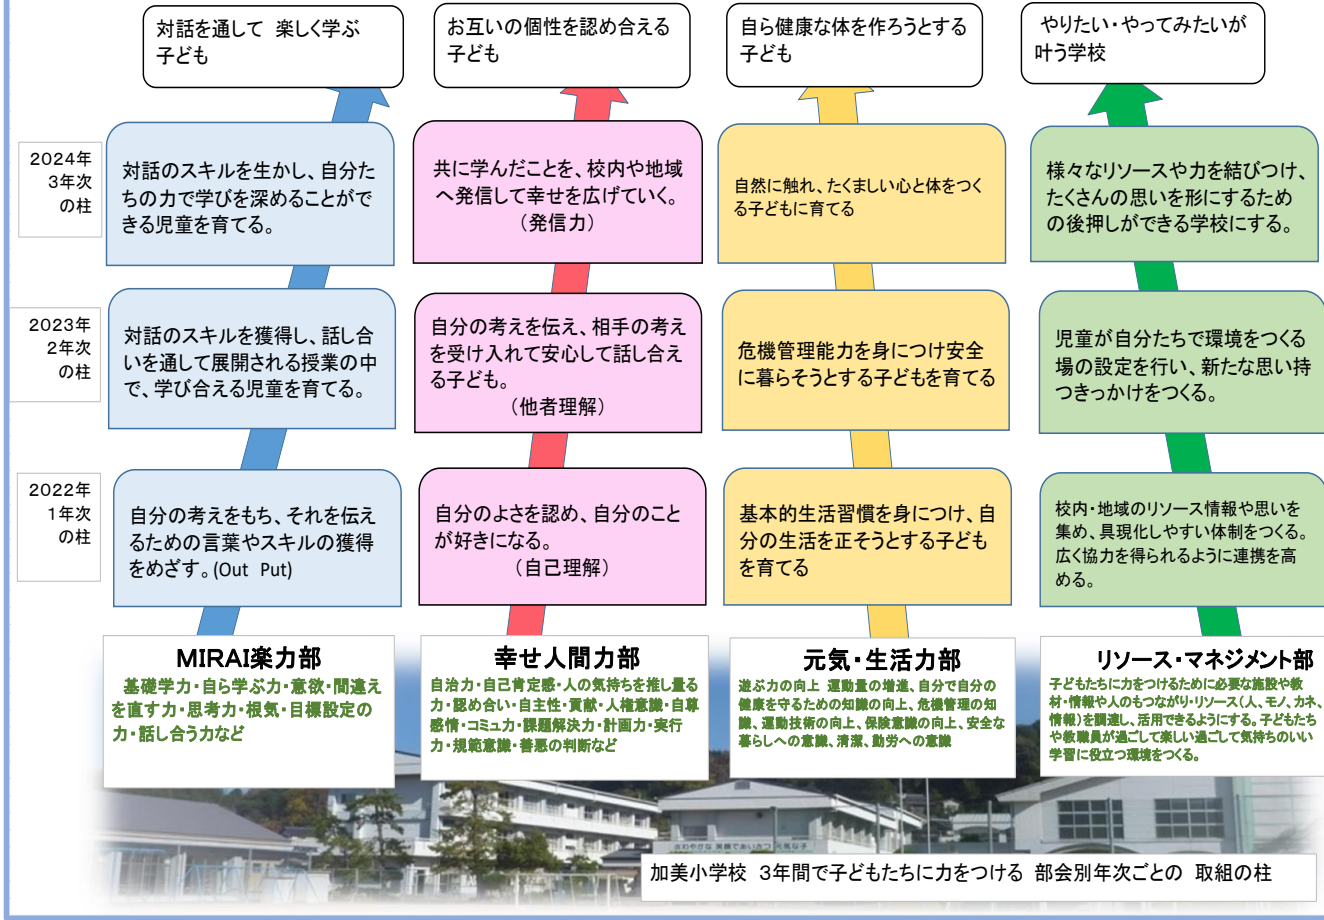 対話を通して 楽しく学ぶ
子ども
お互いの個性を認め合える
子ども
自ら健康な体を作ろうとする
子ども
やりたい・やってみたいが
叶う学校
2024年
3年次
の柱
対話のスキルを生かし、自分た
ちの力で学びを深めることがで
きる児童を育てる。
共に学んだことを、校内や地域
へ発信して幸せを広げていく。
（発信力）
自然に触れ、たくましい心と体をつく
る子どもに育てる
様々なリソースや力を結びつけ、
たくさんの思いを形にするため
の後押しができる学校にする。
2023年
2年次
の柱
対話のスキルを獲得し、話し合
いを通して展開される授業の中
で、学び合える児童を育てる。
自分の考えを伝え、相手の考え
を受け入れて安心して話し合え
る子ども。
（他者理解）
危機管理能力を身につけ安全
に暮らそうとする子どもを育てる
児童が自分たちで環境をつくる
場の設定を行い、新たな思い持
つきっかけをつくる。
2022年
1年次
の柱
自分の考えをもち、それを伝え
るための言葉やスキルの獲得
をめざす。(Out Put)
自分のよさを認め、自分のこと
が好きになる。
（自己理解）
基本的生活習慣を身につけ、自
分の生活を正そうとする子ども
を育てる
校内・地域のリソース情報や思いを
集め、具現化しやすい体制をつくる。
広く協力を得られるように連携を高
める。
MIRAI楽力部
基礎学力・自ら学ぶ力・意欲・間違え
を直す力・思考力・根気・目標設定の
力・話し合う力など
幸せ人間力部
自治力・自己肯定感・人の気持ちを推し量る
力・認め合い・自主性・貢献・人権意識・自尊
感情・コミュ力・課題解決力・計画力・実行
力・規範意識・善悪の判断など
元気・生活力部
遊ぶ力の向上 運動量の増進、自分で自分の
健康を守るための知識の向上、危機管理の知
識、運動技術の向上、保険意識の向上、安全な
暮らしへの意識、清潔、勤労への意識
リソース・マネジメント部
子どもたちに力をつけるために必要な施設や教
材・情報や人のもつながり・リソース(人、モノ、カネ、
情報)を調達し、活用できるようにする。子どもたち
や教職員が過ごして楽しい過ごして気持ちのいい
学習に役立つ環境をつくる。
さわやかな 笑顔であいさつ 元気な子
加美小学校 3年間で子どもたちに力をつける 部会別年次ごとの 取組の柱